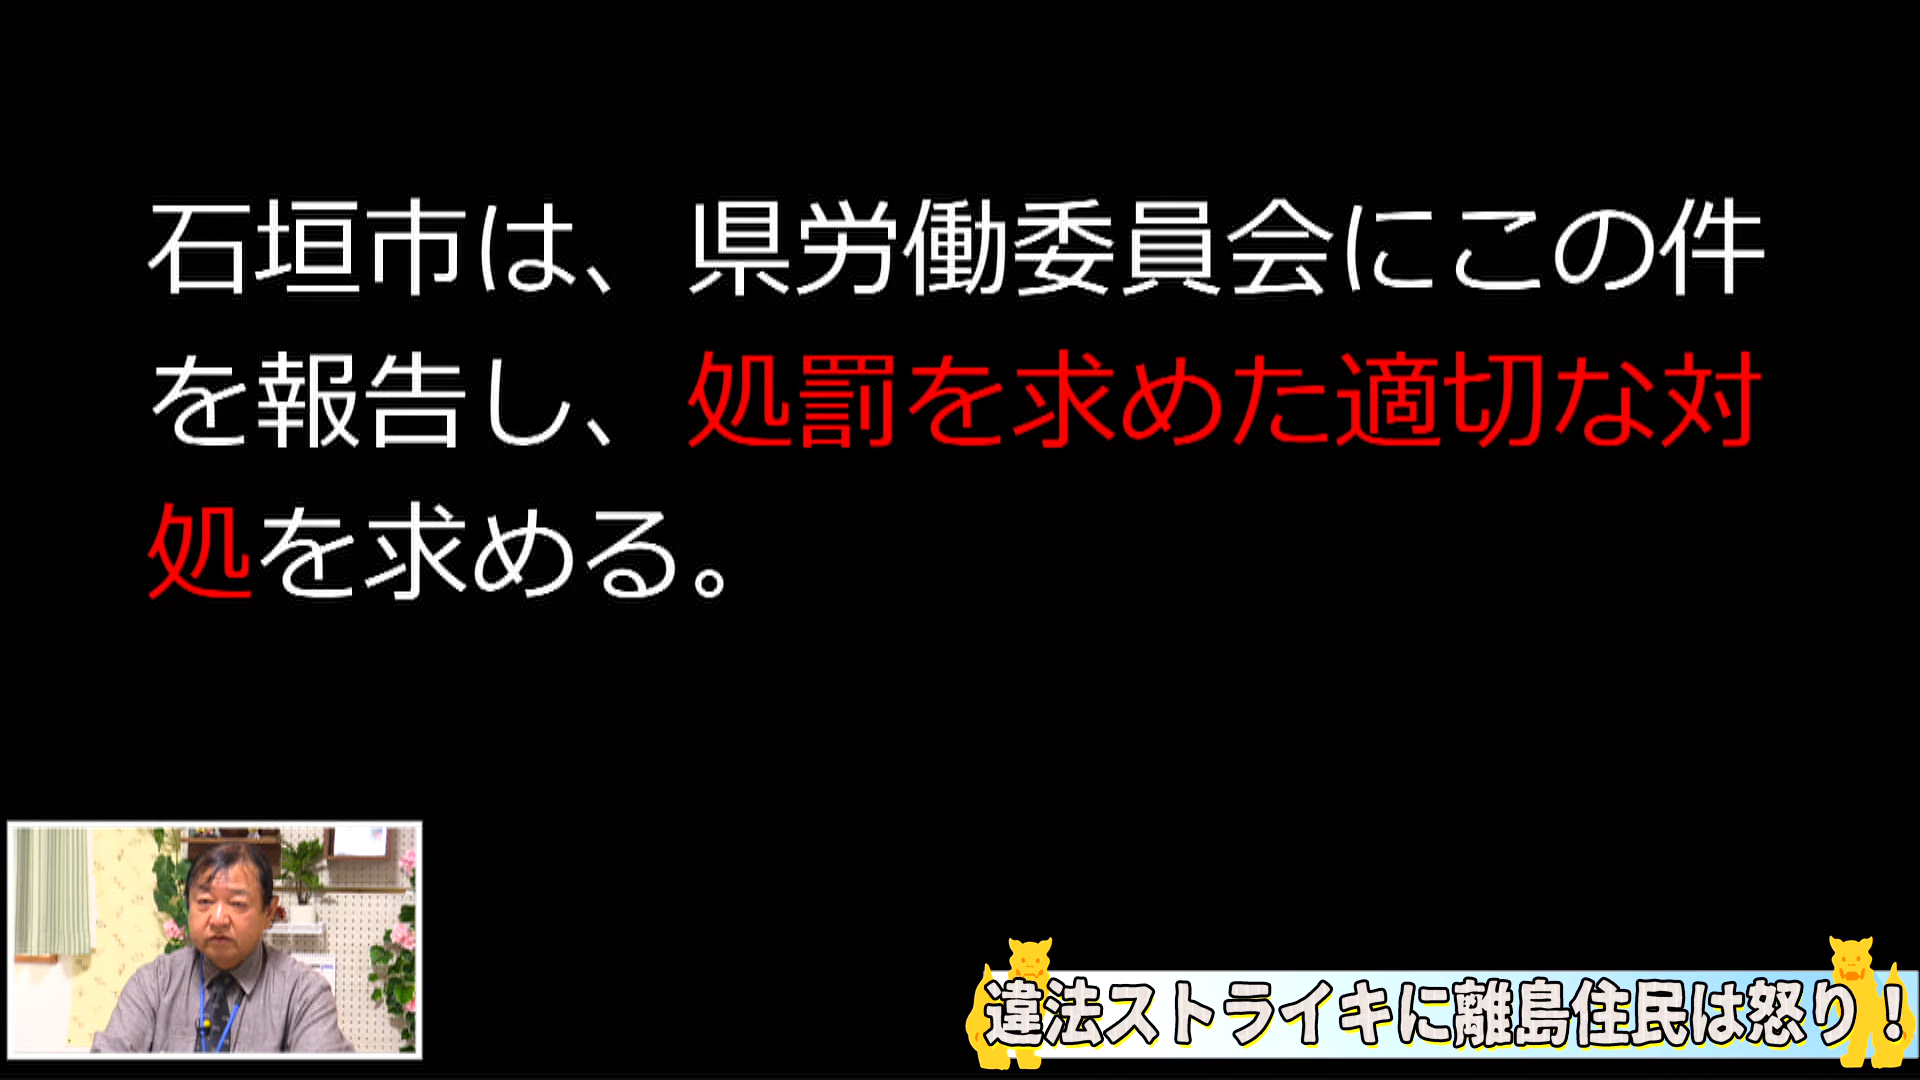 石垣市は、県労働委員会にこの件
を報告し、処罰を求めた適切な対
処を求める。
違法ストライキに離島住民は怒り！